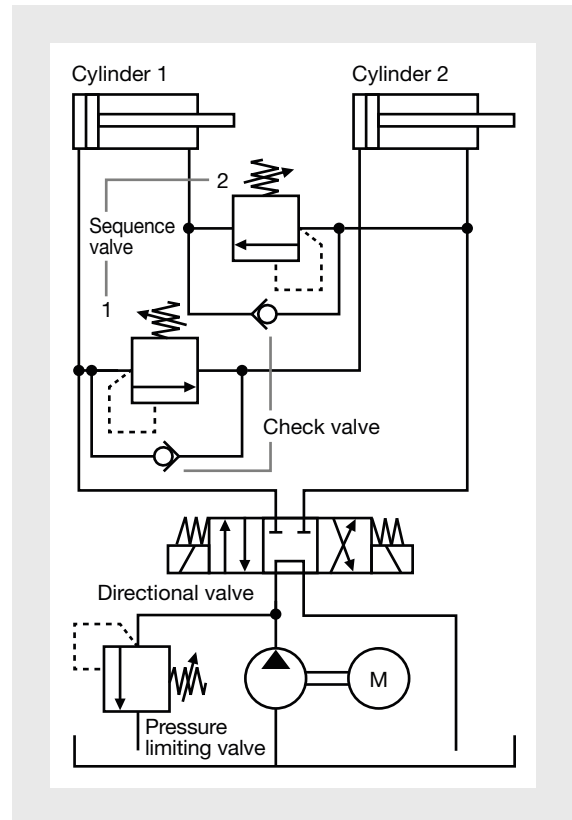 Cylinder 1
Cylinder 2
2
Sequence
valve
1
Check valve
Directional valve
M
Pressure
limiting valve